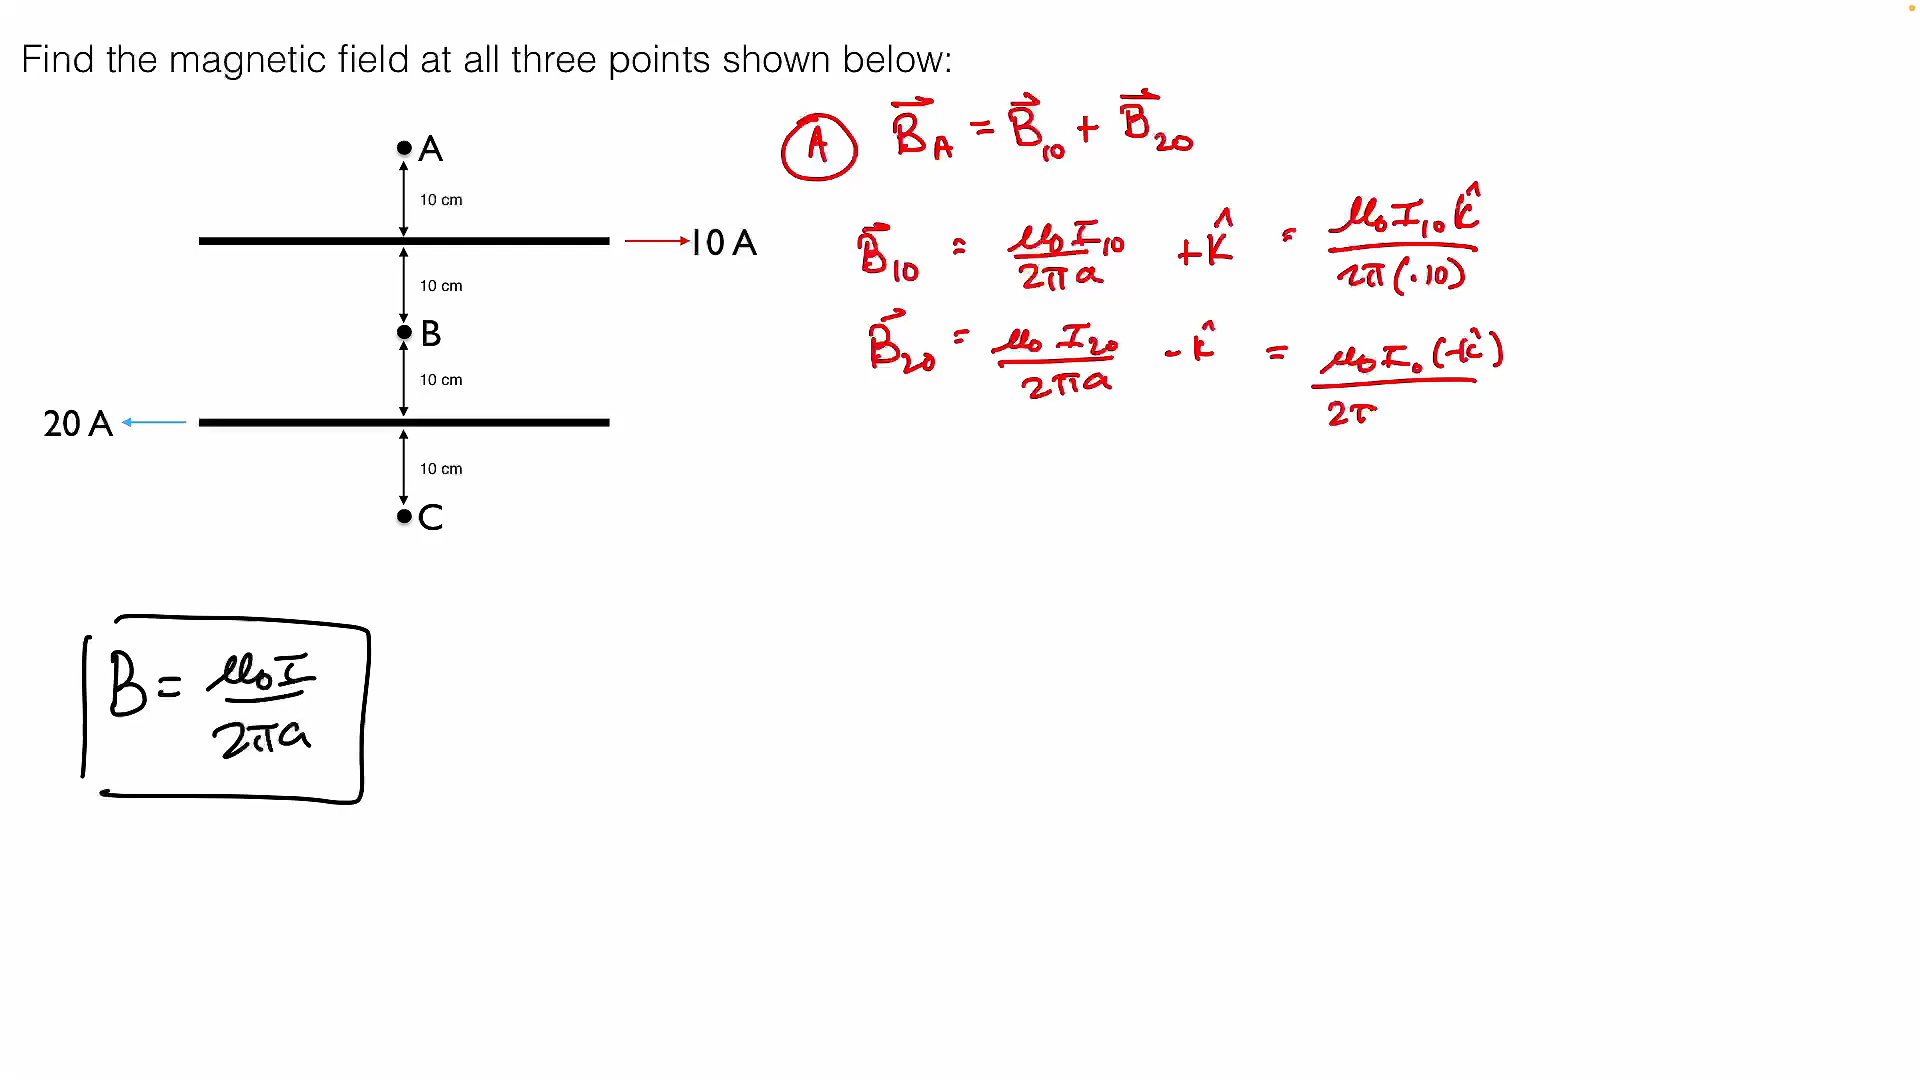 Find the magnetic field at all three points shown below:
A
10 cm
10 A
10 cm
B
10 cm
20 A
10 cm
C
B = μ₀I / 2πa
Ⓐ B⃗_A = B⃗₁₀ + B⃗₂₀
B⃗₁₀ = μ₀I₁₀ / 2πa +k̂ = μ₀I₁₀k̂ / 2π(.10)
B⃗₂₀ = μ₀I₂₀ / 2πa -k̂ = μ₀I₀(-k̂) / 2π